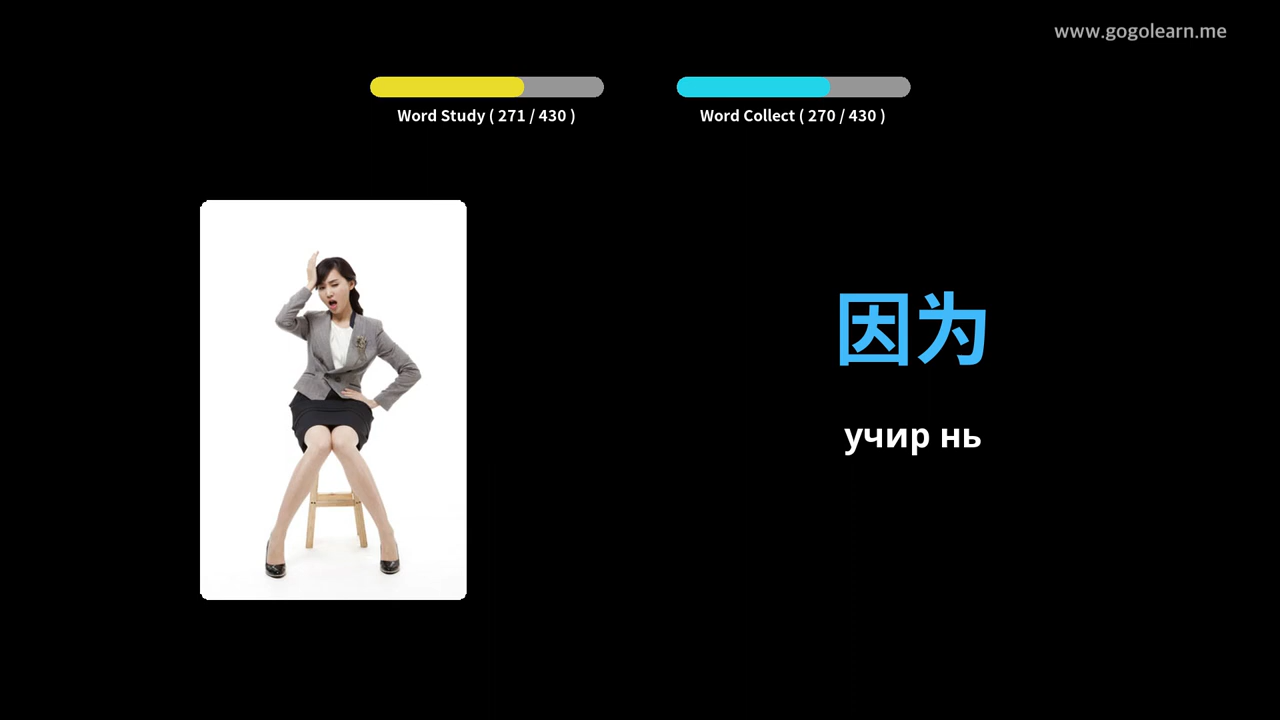 www.gogolearn.me
Word Study ( 271 / 430 )
Word Collect ( 270 / 430 )
因为
учир нь